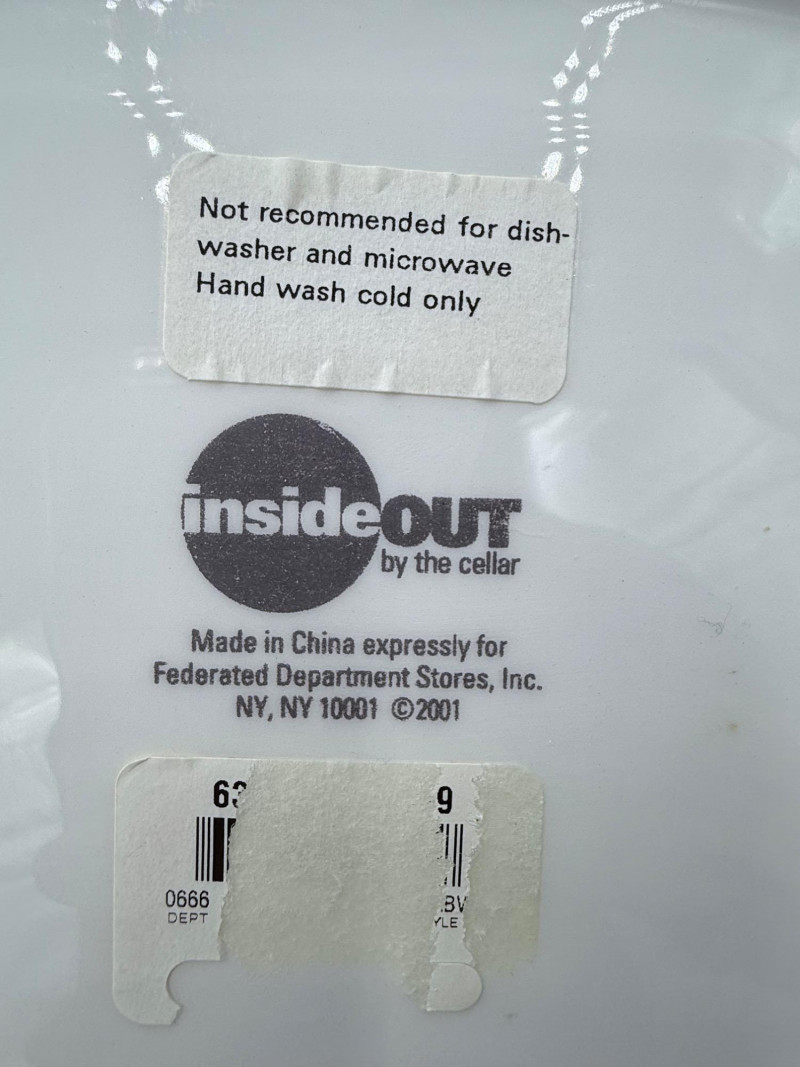 Not recommended for dish-
washer and microwave
Hand wash cold only
insideOUT
by the cellar
Made in China expressly for
Federated Department Stores, Inc.
NY, NY 10001 ©2001
9
0666
DEPT